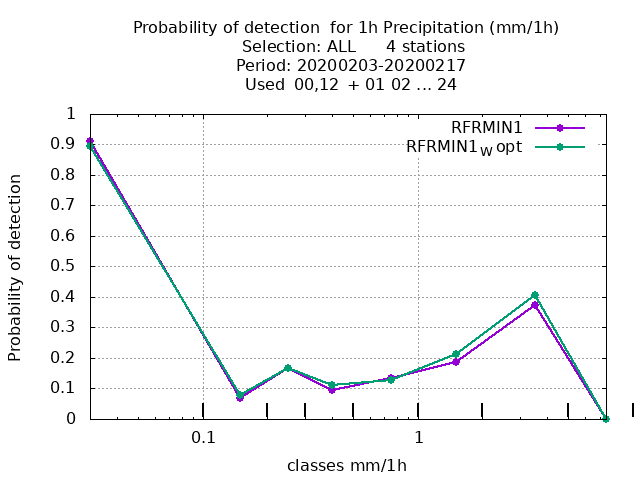 Probability of detection  for 1h Precipitation (mm/1h)
Selection: ALL      4 stations
Period: 20200203-20200217
Used  00,12  + 01 02 ... 24
RFRMIN1
RFRMIN1W opt
Probability of detection
1
0.9
0.8
0.7
0.6
0.5
0.4
0.3
0.2
0.1
0
0.1
1
classes mm/1h